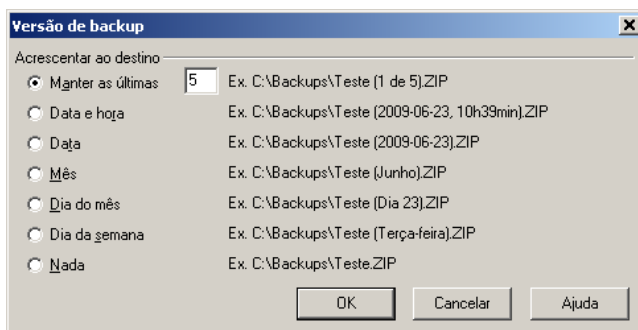 Versão de backup
Acrescentar ao destino
Manter as últimas 5 Ex. C:\Backups\Teste (1 de 5).ZIP
Data e hora Ex. C:\Backups\Teste (2009-06-23, 10h39min).ZIP
Data Ex. C:\Backups\Teste (2009-06-23).ZIP
Mês Ex. C:\Backups\Teste (Junho).ZIP
Dia do mês Ex. C:\Backups\Teste (Dia 23).ZIP
Dia da semana Ex. C:\Backups\Teste (Terça-feira).ZIP
Nada Ex. C:\Backups\Teste.ZIP
OK Cancelar Ajuda